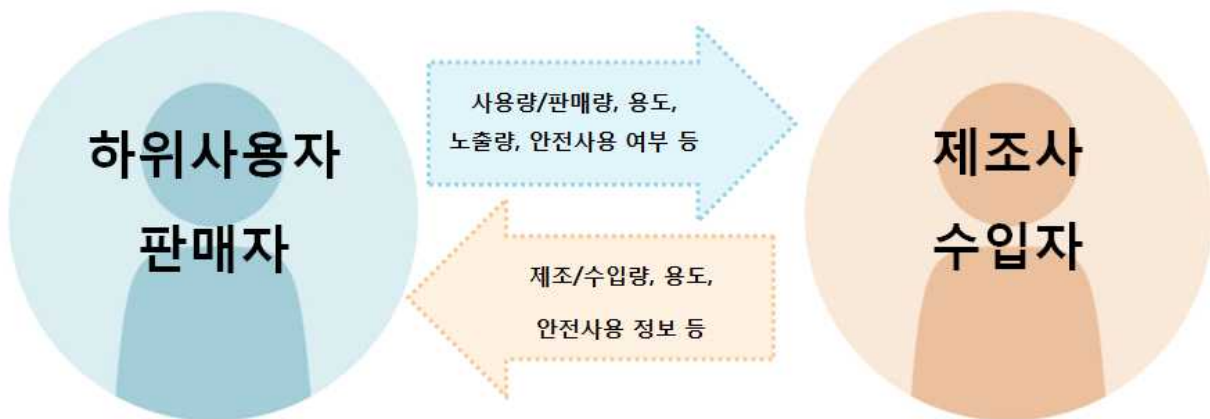 하위사용자
판매자
사용량/판매량, 용도,
노출량, 안전사용 여부 등
제조/수입량, 용도,
안전사용 정보 등
제조사
수입자